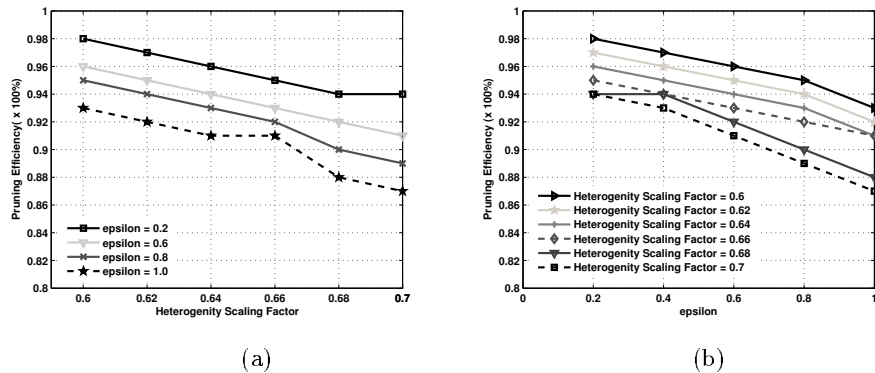 1
0.98
0.96
0.94
0.92
0.9
0.88
0.86
0.84
0.82
0.8
Pruning Efficiency( x 100%)
epsilon = 0.2
epsilon = 0.6
epsilon = 0.8
epsilon = 1.0
0.6 0.62 0.64 0.66 0.68 0.7
Heterogenity Scaling Factor
(a)
1
0.98
0.96
0.94
0.92
0.9
0.88
0.86
0.84
0.82
0.8
Pruning Efficiency (x 100%)
Heterogenity Scaling Factor = 0.6
Heterogenity Scaling Factor = 0.62
Heterogenity Scaling Factor = 0.64
Heterogenity Scaling Factor = 0.66
Heterogenity Scaling Factor = 0.68
Heterogenity Scaling Factor = 0.7
0 0.2 0.4 0.6 0.8 1
epsilon
(b)